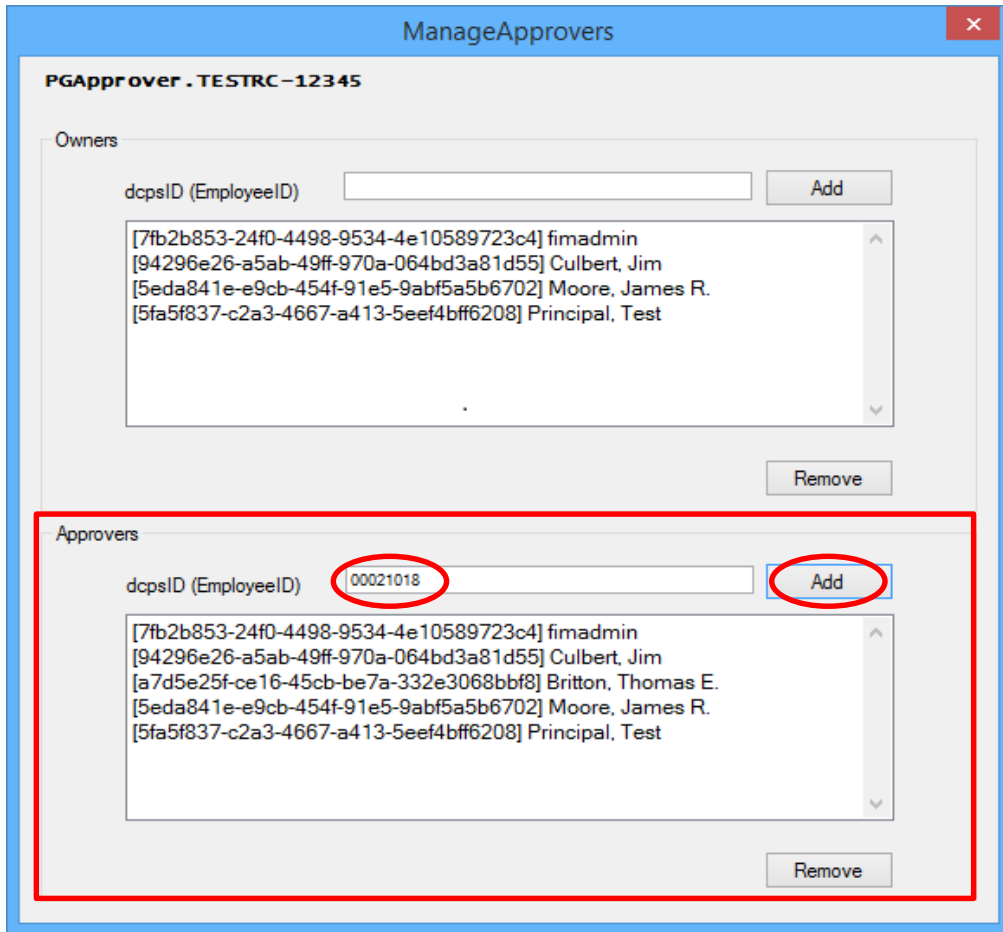 ManageApprovers
PGApprover.TESTRC-12345
Owners
dcpsID (EmployeeID)
Add
[7fb2b853-24f0-4498-9534-4e10589723c4] fimadmin
[94296e26-a5ab-49ff-970a-064bd3a81d55] Culbert, Jim
[5eda841e-e9cb-454f-91e5-9abf5a5b6702] Moore, James R.
[5fa5f837-c2a3-4667-a413-5eef4bff6208] Principal, Test
Remove
Approvers
dcpsID (EmployeeID)
00021018
Add
[7fb2b853-24f0-4498-9534-4e10589723c4] fimadmin
[94296e26-a5ab-49ff-970a-064bd3a81d55] Culbert, Jim
[a7d5e25f-ce16-45cb-be7a-332e3068bbf8] Britton, Thomas E.
[5eda841e-e9cb-454f-91e5-9abf5a5b6702] Moore, James R.
[5fa5f837-c2a3-4667-a413-5eef4bff6208] Principal, Test
Remove